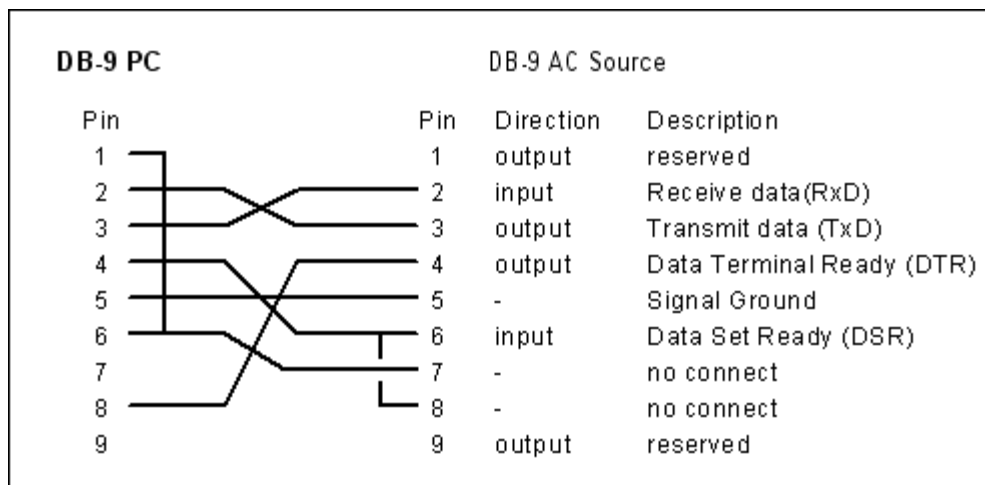 DB-9 PC DB-9 AC Source
Pin Pin Direction Description
1 1 output reserved
2 2 input Receive data(RxD)
3 3 output Transmit data (TxD)
4 4 output Data Terminal Ready (DTR)
5 5 - Signal Ground
6 6 input Data Set Ready (DSR)
7 7 - no connect
8 8 - no connect
9 9 output reserved